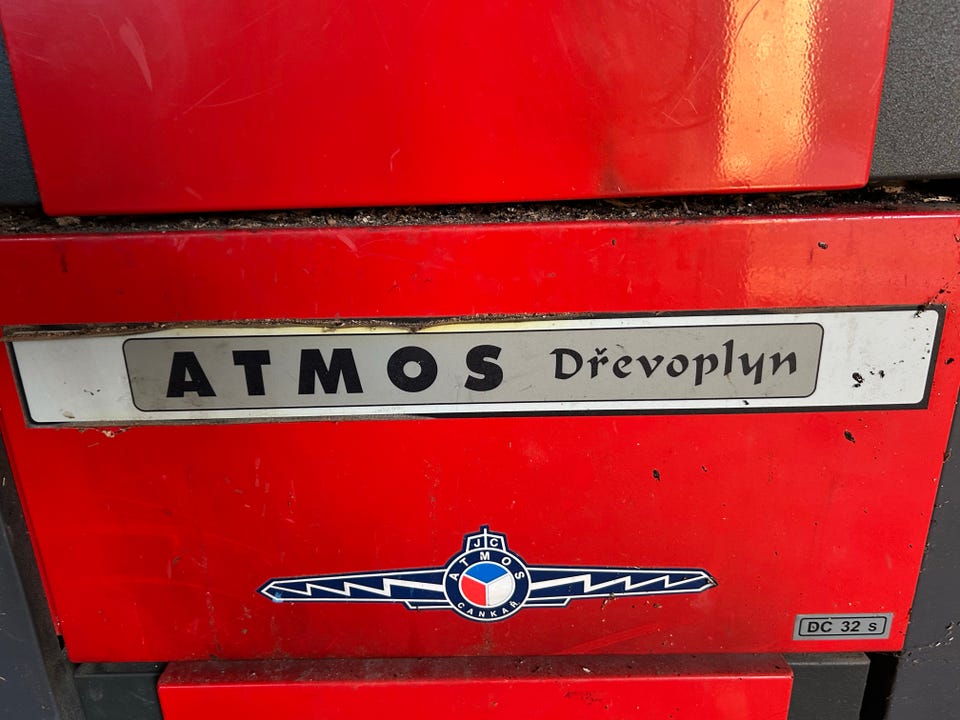 ATMOS Dřevoplyn
JC
ATMOS
CANKAŘ
DC 32 S